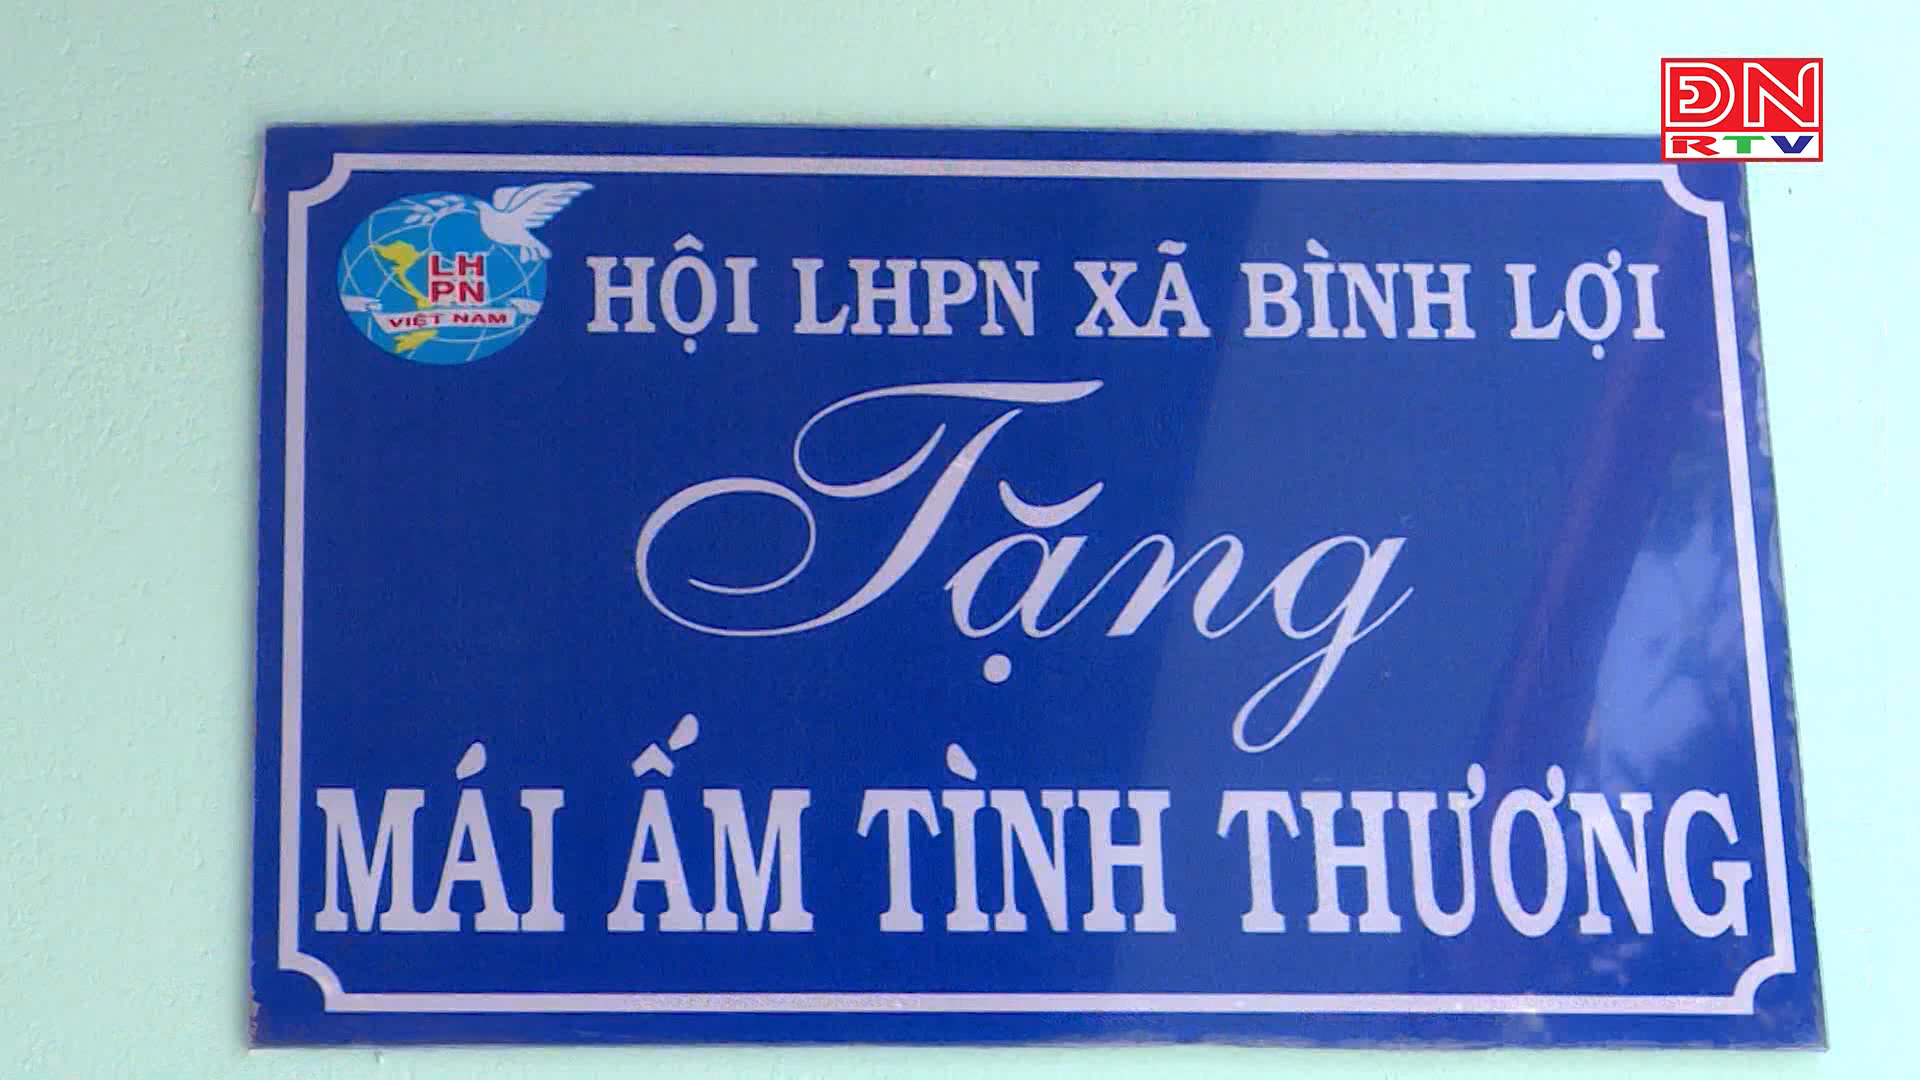 ĐN
RTV
LH
PN
VIỆT NAM
HỘI LHPN XÃ BÌNH LỢI
Tặng
MÁI ẤM TÌNH THƯƠNG